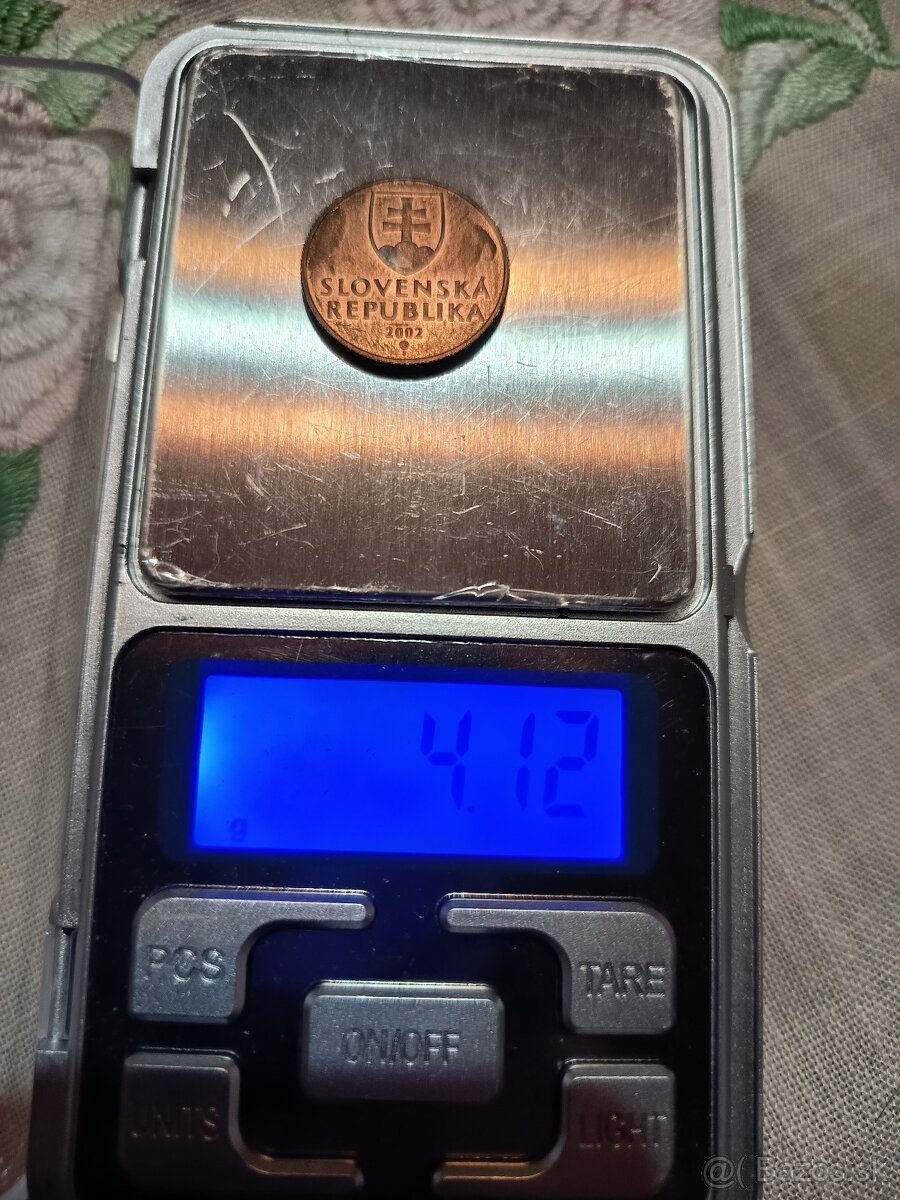 SLOVENSKÁ
REPUBLIKA
2002
4.12
g
PCS
TARE
ON/OFF
UNITS
LIGHT
@( Bazos.sk